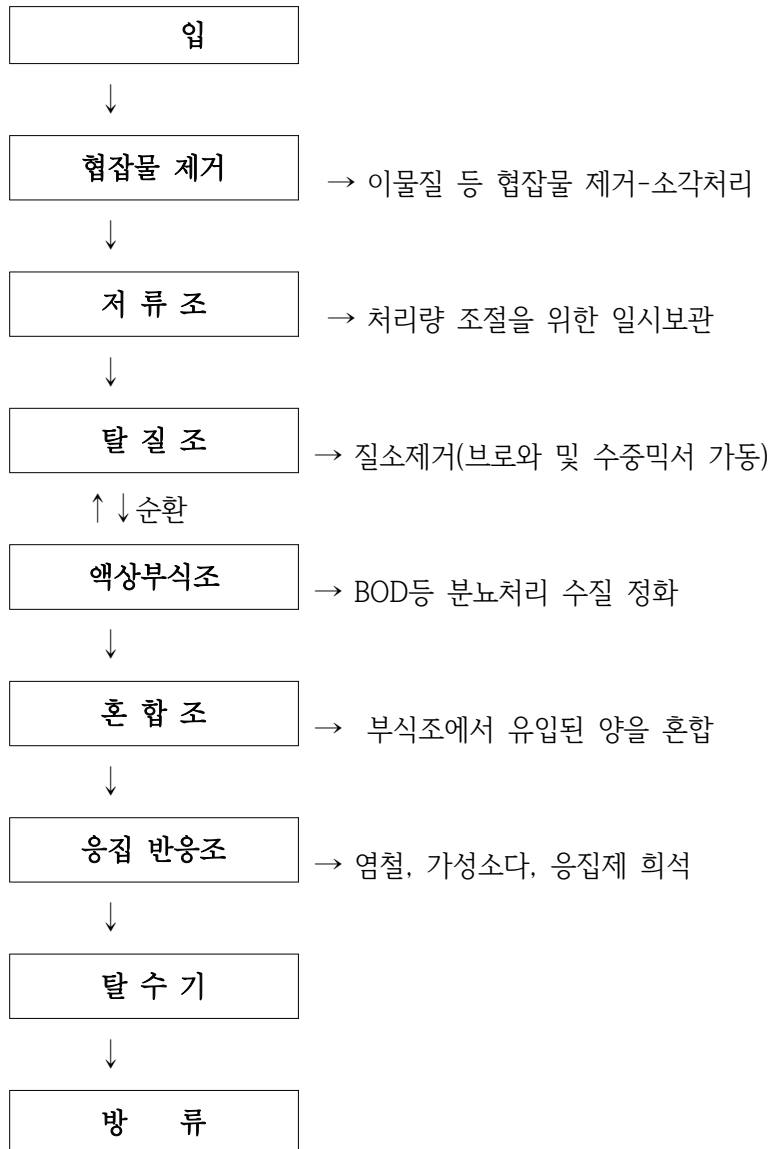 입
↓
협잡물 제거 → 이물질 등 협잡물 제거-소각처리
↓
저 류 조 → 처리량 조절을 위한 일시보관
↓
탈 질 조 → 질소제거(브로와 및 수중믹서 가동)
↑↓순환
액상부식조 → BOD등 분뇨처리 수질 정화
↓
혼 합 조 → 부식조에서 유입된 양을 혼합
↓
응집 반응조 → 염철, 가성소다, 응집제 희석
↓
탈 수 기
↓
방 류